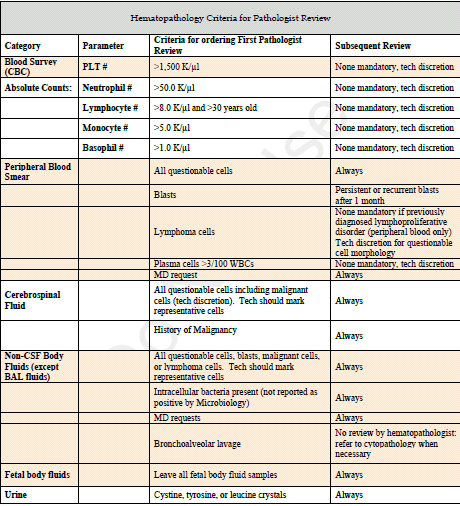 Hematopathology Criteria for Pathologist Review
Category Parameter Criteria for ordering First Pathologist Review Subsequent Review
Blood Survey (CBC) PLT # >1,500 K/µl None mandatory, tech discretion
Absolute Counts: Neutrophil # >50.0 K/µl None mandatory, tech discretion
Lymphocyte # >8.0 K/µl and >30 years old None mandatory, tech discretion
Monocyte # >5.0 K/µl None mandatory, tech discretion
Basophil # >1.0 K/µl None mandatory, tech discretion
Peripheral Blood Smear All questionable cells Always
Blasts Persistent or recurrent blasts after 1 month
Lymphoma cells None mandatory if previously
diagnosed lymphoproliferative
disorder (peripheral blood only)
Tech discretion for questionable
cell morphology
Plasma cells >3/100 WBCs None mandatory, tech discretion
MD request Always
Cerebrospinal Fluid All questionable cells including malignant
cells (tech discretion). Tech should mark
representative cells Always
History of Malignancy Always
Non-CSF Body Fluids (except BAL fluids) All questionable cells, blasts, malignant cells,
or lymphoma cells. Tech should mark
representative cells Always
Intracellular bacteria present (not reported as
positive by Microbiology) Always
MD requests Always
Bronchoalveolar lavage No review by hematopathologist:
refer to cytopathology when
necessary
Fetal body fluids Leave all fetal body fluid samples Always
Urine Cystine, tyrosine, or leucine crystals Always